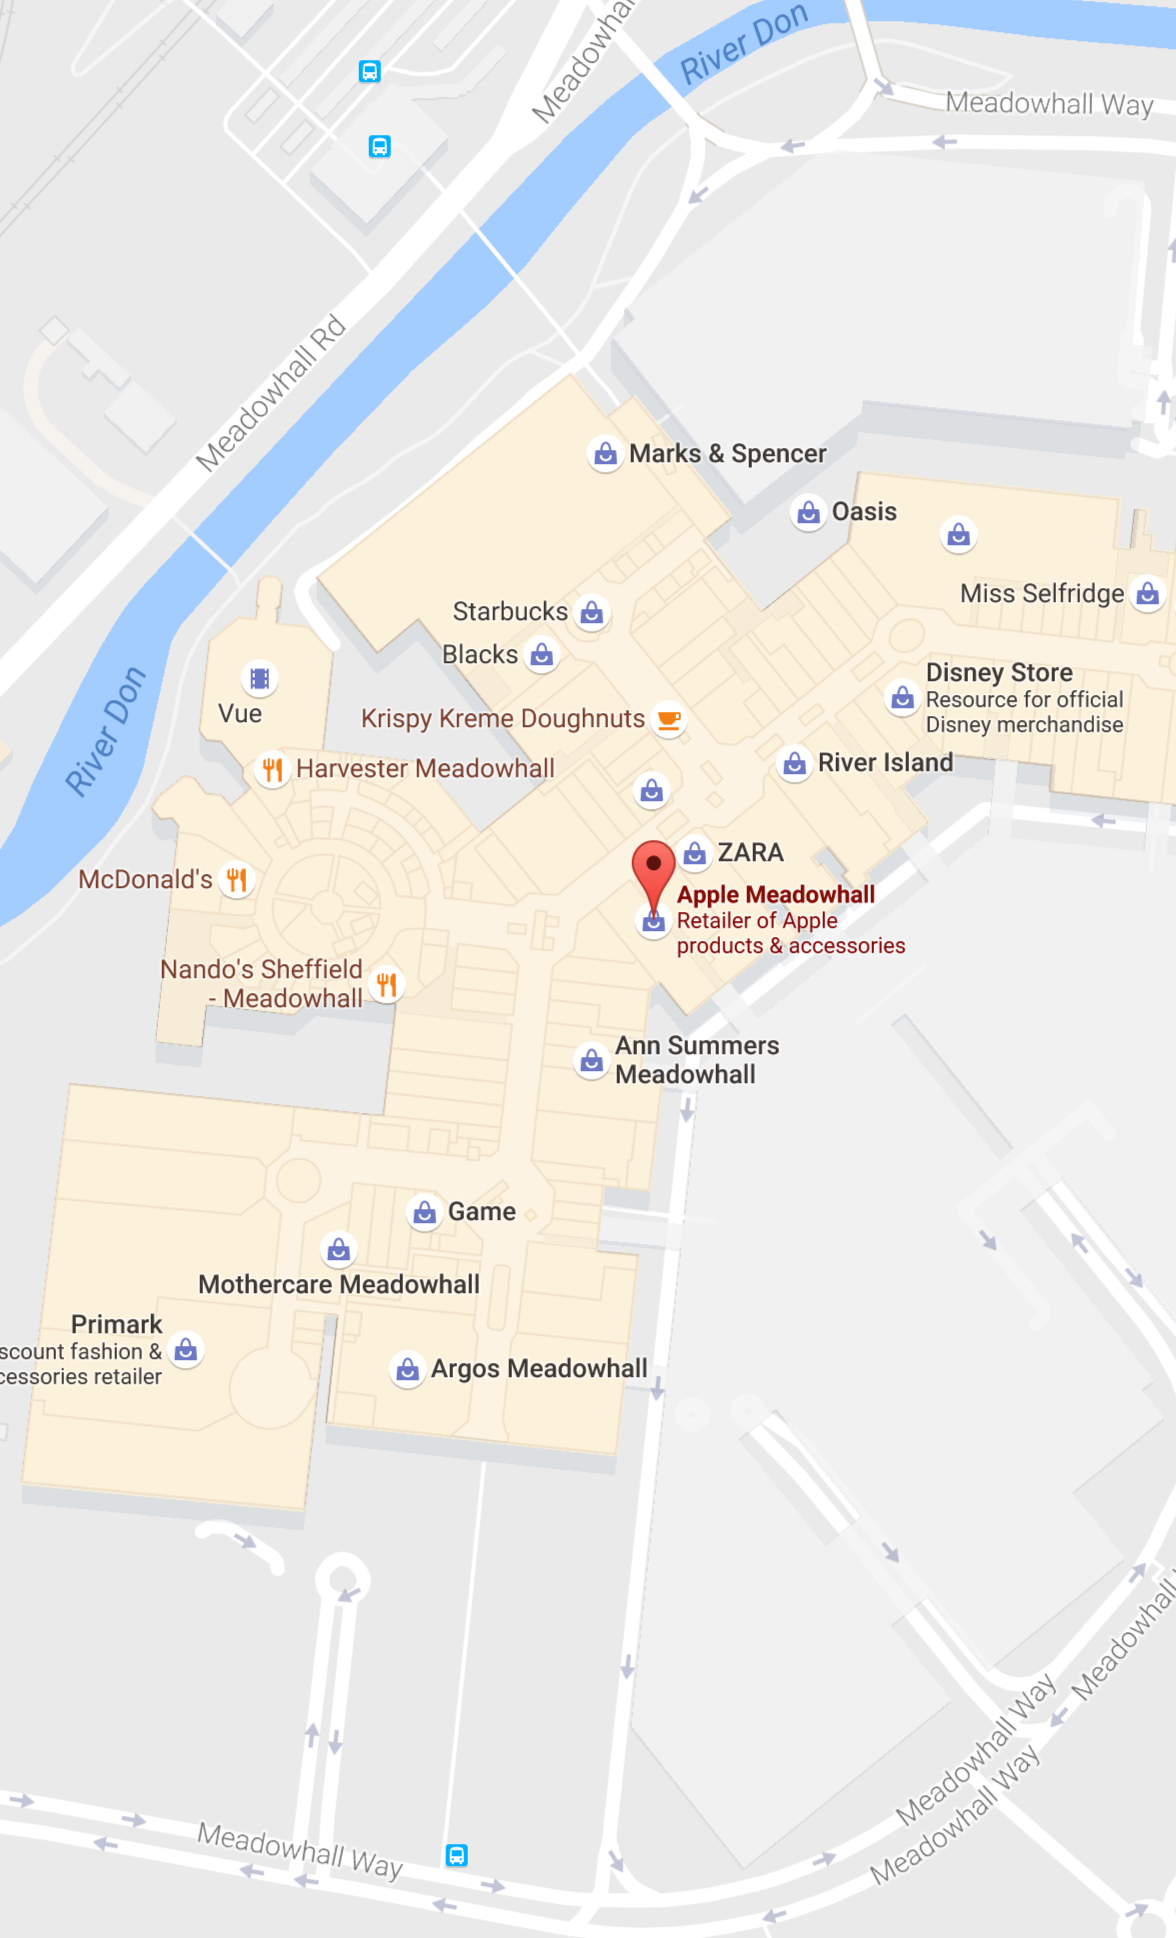 Meadowhall
River Don
Meadowhall Way
Meadowhall Rd
Marks & Spencer
Oasis
Miss Selfridge
Starbucks
Blacks
Disney Store
Resource for official
Disney merchandise
Vue
Krispy Kreme Doughnuts
River Don
Harvester Meadowhall
River Island
ZARA
McDonald's
Apple Meadowhall
Retailer of Apple
products & accessories
Nando's Sheffield
- Meadowhall
Ann Summers
Meadowhall
Game
Mothercare Meadowhall
Primark
scount fashion &
cessories retailer
Argos Meadowhall
Meadowhall
Meadowhall Way
Meadowhall Way
Meadowhall Way